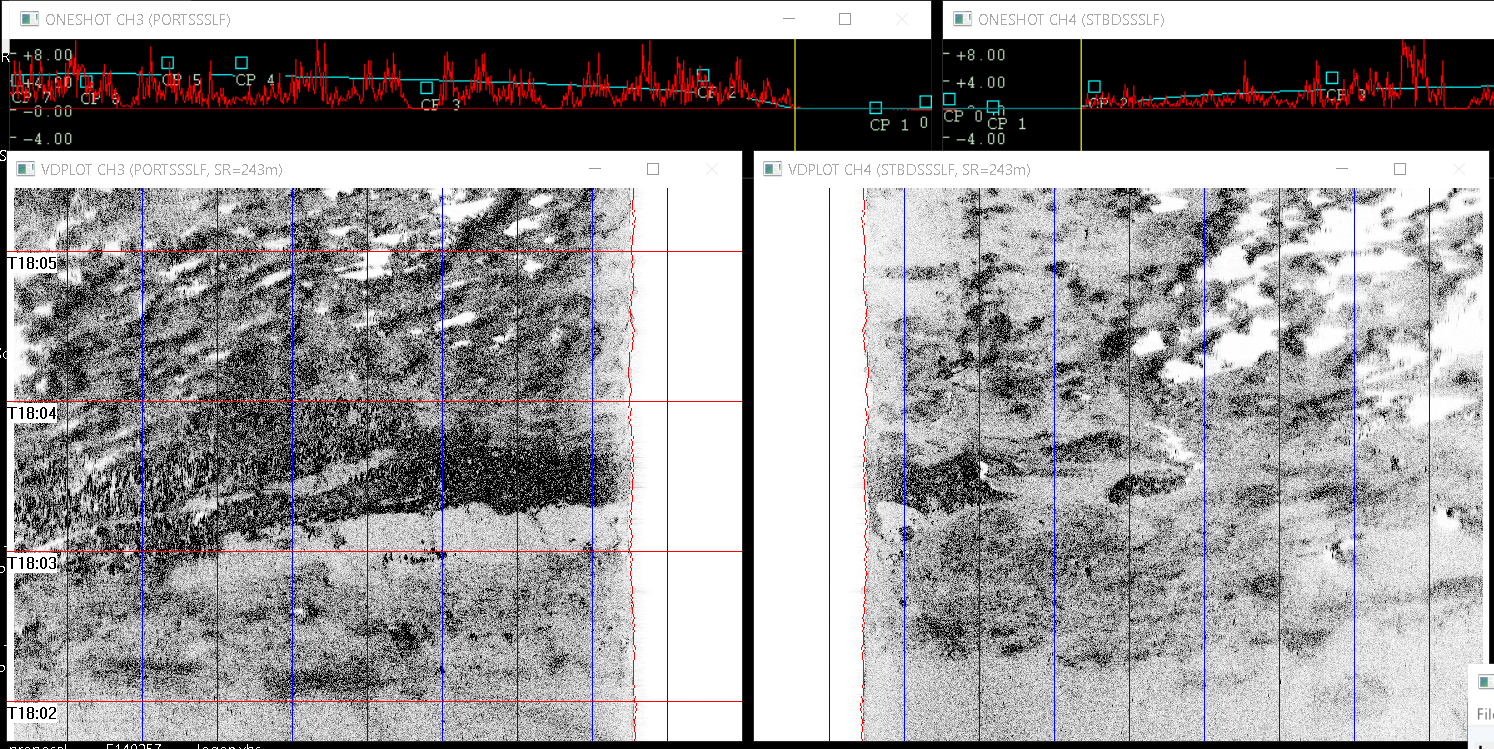 ONESHOT CH3 (PORTSSSLF)
ONESHOT CH4 (STBDSSSLF)
+8.00
+4.00
-0.00
-4.00
CP 7
CP 6
CP 5
CP 4
CP 3
CP 2
CP 1
0
+8.00
+4.00
-4.00
CP 0
CP 1
CP 2
CP 3
VDPLOT CH3 (PORTSSSLF, SR=243m)
VDPLOT CH4 (STBDSSSLF, SR=243m)
T18:05
T18:04
T18:03
T18:02
File